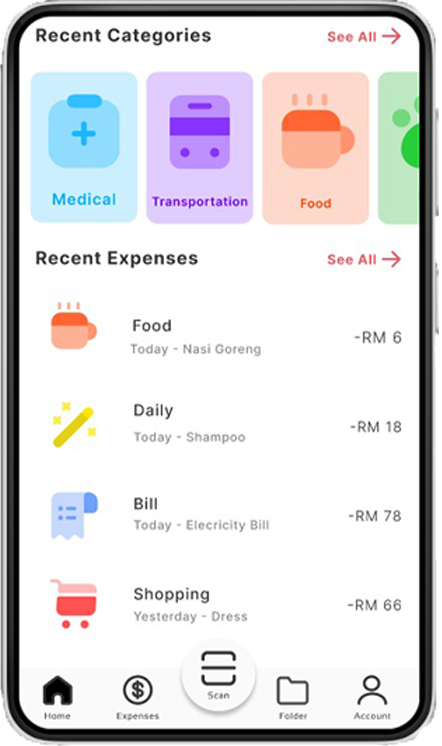 Recent Categories
See All
Medical
Transportation
Food
Recent Expenses
See All
Food
Today - Nasi Goreng
-RM 6
Daily
Today - Shampoo
-RM 18
Bill
Today - Elecricity Bill
-RM 78
Shopping
Yesterday - Dress
-RM 66
Home
Expenses
Scan
Folder
Account